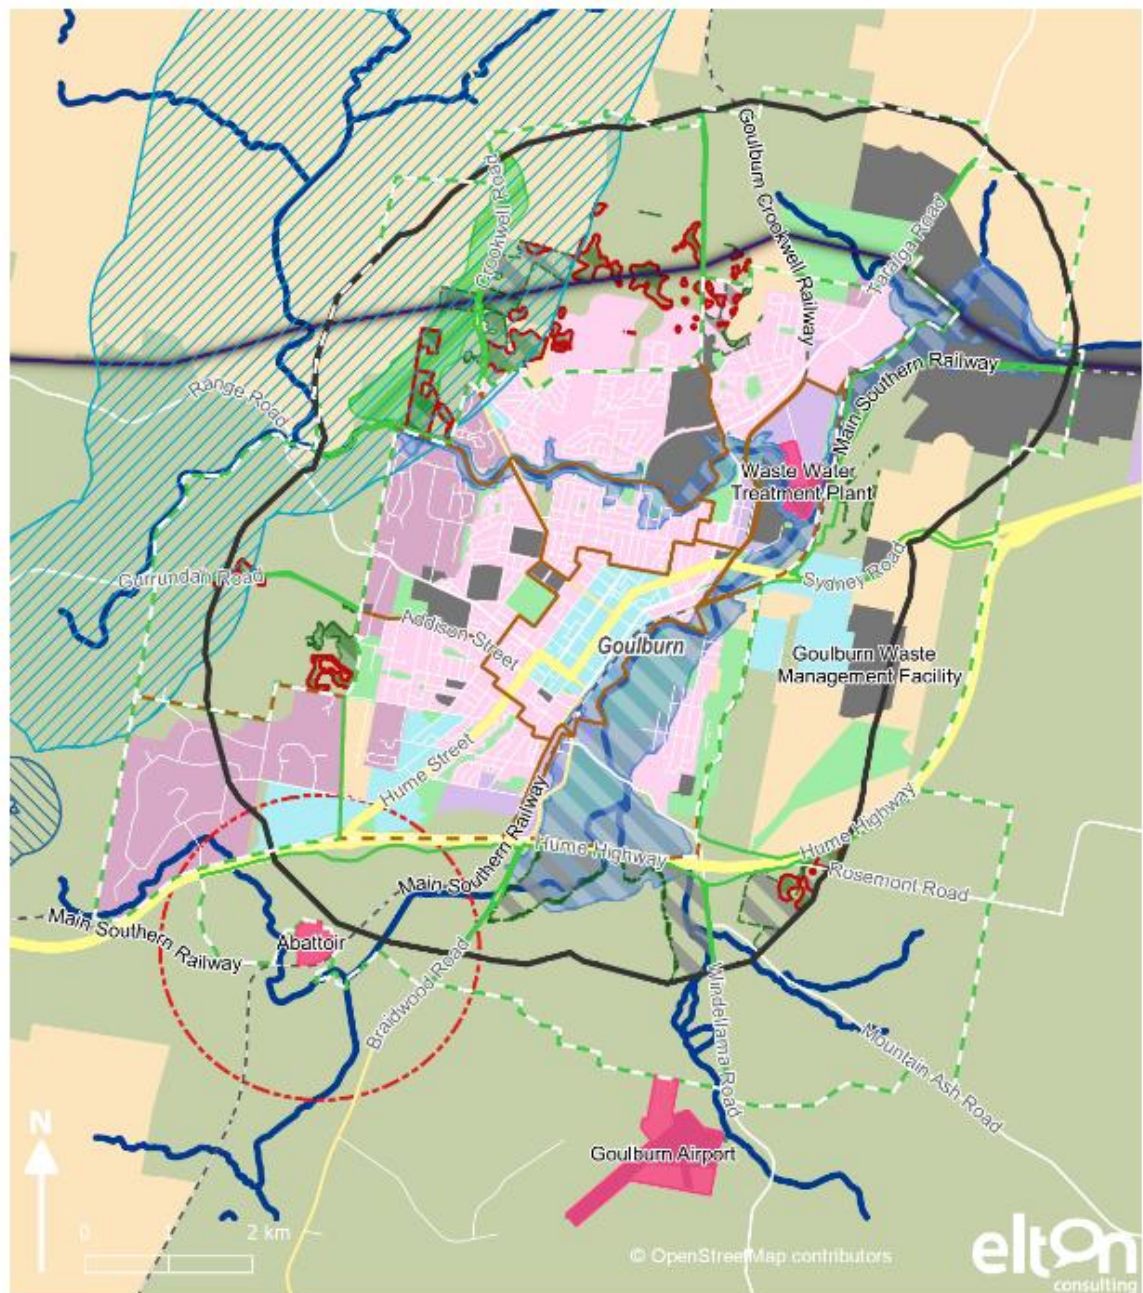 Goulburn Crookwell Railway
Crookwell Road
Taralga Road
Range Road
Main Southern Railway
Waste Water
Treatment Plant
Gurrundah Road
Sydney Road
Addison Street
Goulburn
Goulburn Waste
Management Facility
Hume Street
Main Southern Railway
Hume Highway
Hume Highway
Rosemont Road
Main Southern Railway
Abattoir
Braidwood Road
Windellama Road
Mountain Ash Road
N
Goulburn Airport
0 1 2 km
© OpenStreetMap contributors
elton
consulting